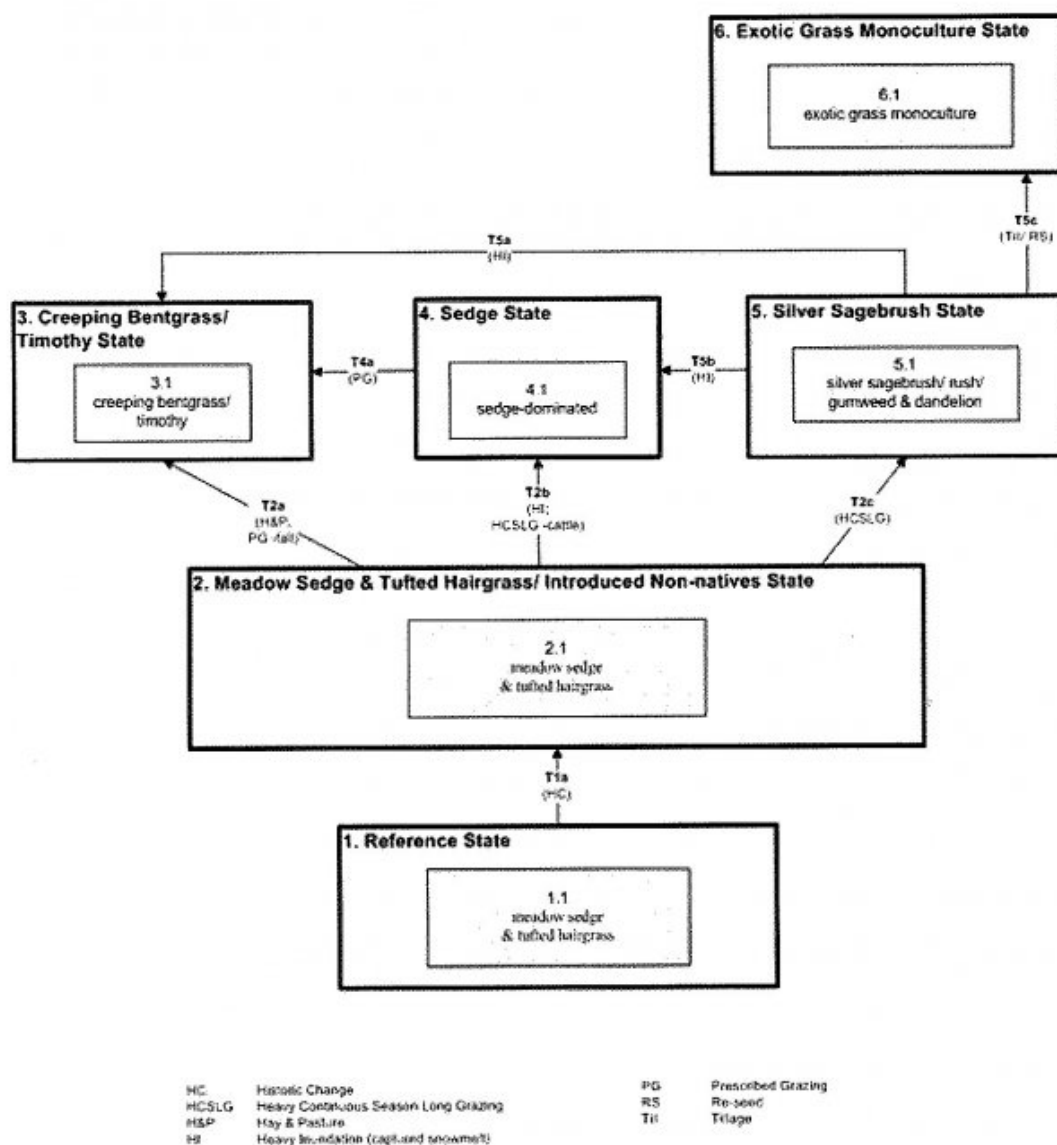 6. Exotic Grass Monoculture State
6.1
exotic grass monoculture
T5c
(Til/ RS)
T5a
(HI)
3. Creeping Bentgrass/
Timothy State
3.1
creeping bentgrass/
timothy
T4a
(PG)
4. Sedge State
4.1
sedge-dominated
T5b
(HI)
5. Silver Sagebrush State
5.1
silver sagebrush/ rush/
gumweed & dandelion
T2a
(H&P;
PG -fall)
T2b
(HI;
HCSLG -cattle)
T2c
(HCSLG)
2. Meadow Sedge & Tufted Hairgrass/ Introduced Non-natives State
2.1
meadow sedge
& tufted hairgrass
T1a
(HC)
1. Reference State
1.1
meadow sedge
& tufted hairgrass
HC Historic Change
HCSLG Heavy Continuous Season Long Grazing
H&P Hay & Pasture
HI Heavy Inundation (captured snowmelt)
PG Prescribed Grazing
RS Re-seed
Til Tillage